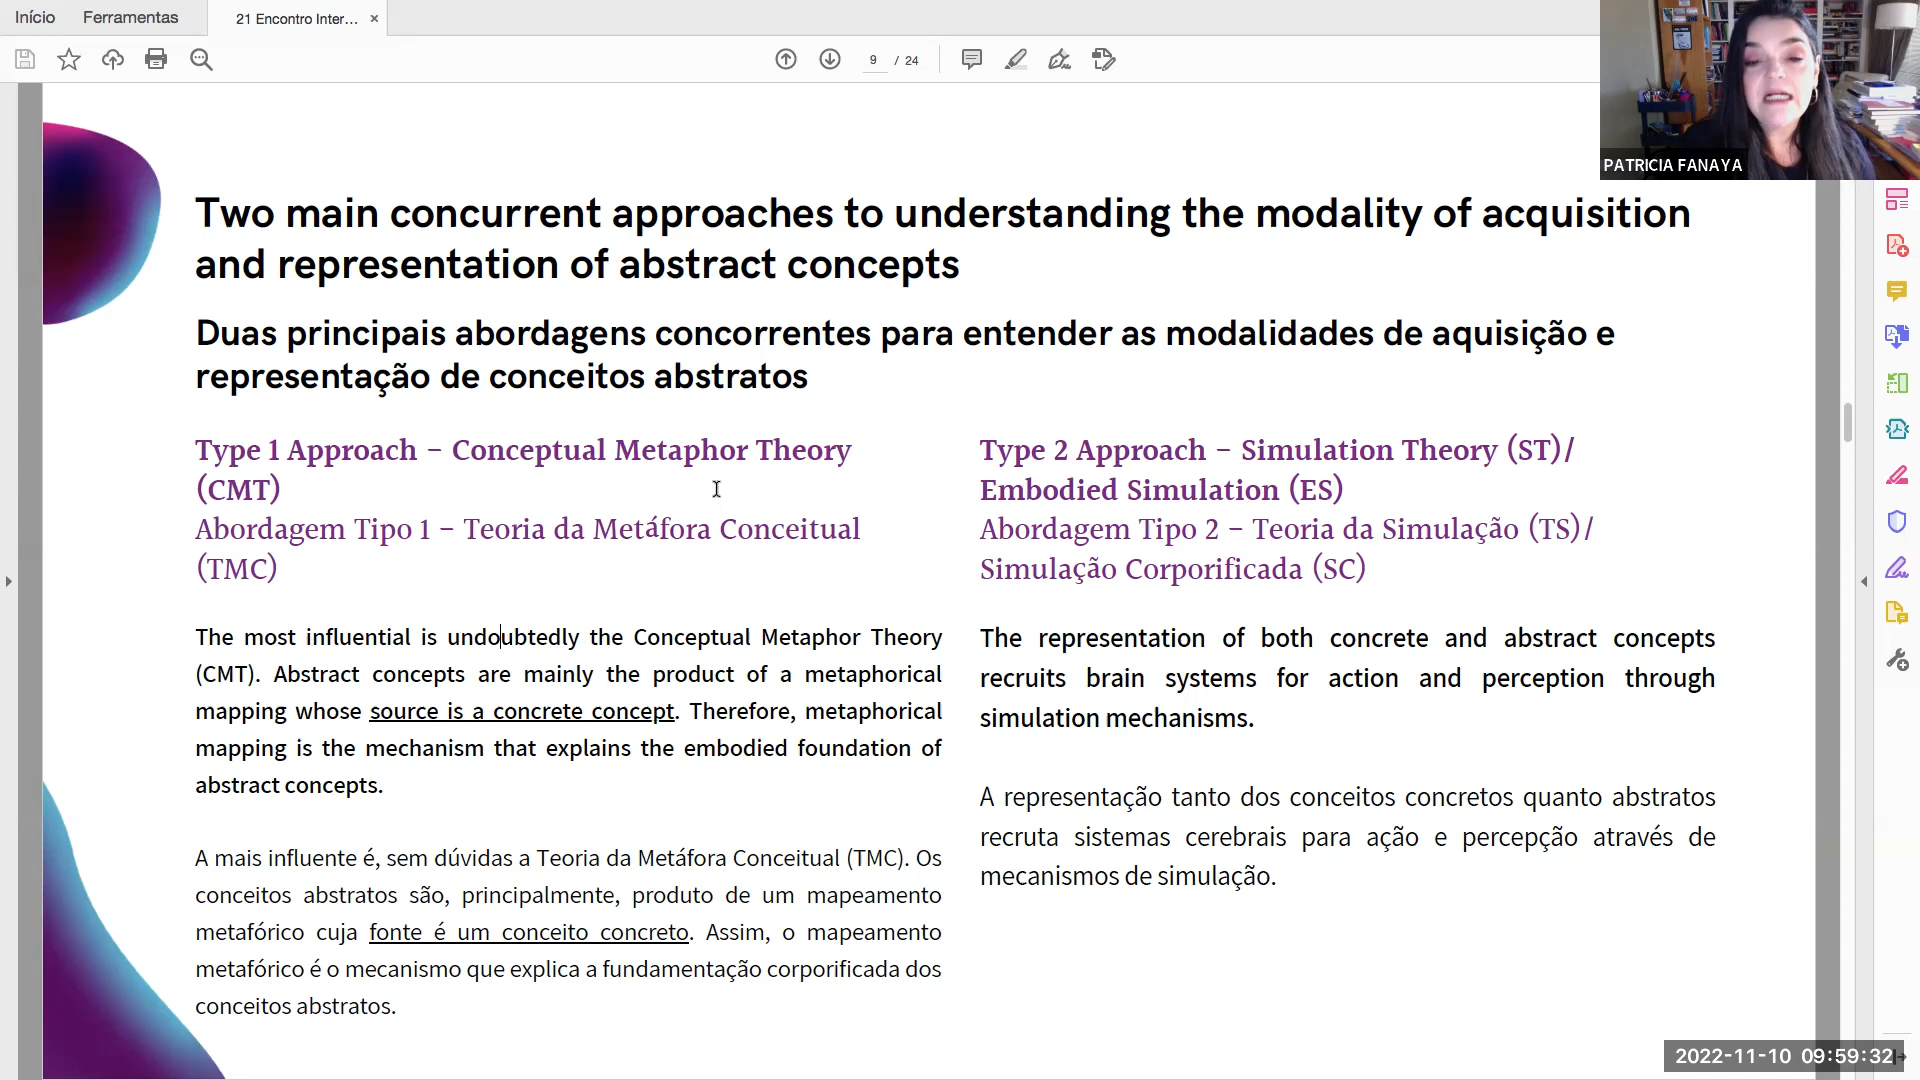 Início
Ferramentas
21 Encontro Inter...
9 / 24
PATRICIA FANAYA
Two main concurrent approaches to understanding the modality of acquisition
and representation of abstract concepts
Duas principais abordagens concorrentes para entender as modalidades de aquisição e
representação de conceitos abstratos
Type 1 Approach – Conceptual Metaphor Theory
(CMT)
Abordagem Tipo 1 – Teoria da Metáfora Conceitual
(TMC)
The most influential is undoubtedly the Conceptual Metaphor Theory
(CMT). Abstract concepts are mainly the product of a metaphorical
mapping whose source is a concrete concept. Therefore, metaphorical
mapping is the mechanism that explains the embodied foundation of
abstract concepts.
A mais influente é, sem dúvidas a Teoria da Metáfora Conceitual (TMC). Os
conceitos abstratos são, principalmente, produto de um mapeamento
metafórico cuja fonte é um conceito concreto. Assim, o mapeamento
metafórico é o mecanismo que explica a fundamentação corporificada dos
conceitos abstratos.
Type 2 Approach – Simulation Theory (ST)/
Embodied Simulation (ES)
Abordagem Tipo 2 – Teoria da Simulação (TS)/
Simulação Corporificada (SC)
The representation of both concrete and abstract concepts
recruits brain systems for action and perception through
simulation mechanisms.
A representação tanto dos conceitos concretos quanto abstratos
recruta sistemas cerebrais para ação e percepção através de
mecanismos de simulação.
2022-11-10 09:59:32